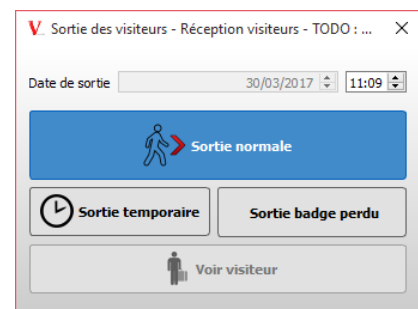 V Sortie des visiteurs - Réception visiteurs - TODO : ...
Date de sortie 30/03/2017 11:09
Sortie normale
Sortie temporaire Sortie badge perdu
Voir visiteur